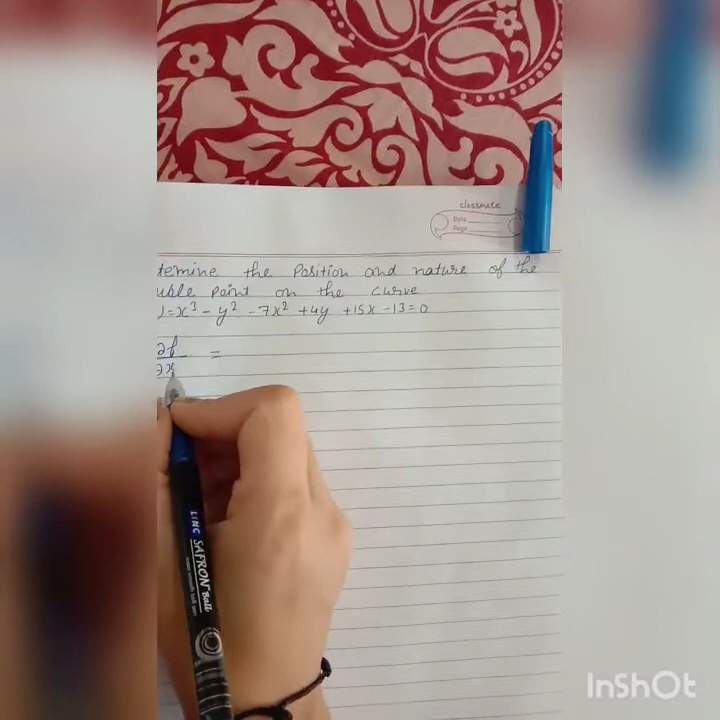 classmate
Date
Page
temine the Position and nature of the
uble point on the curve
)=x³ - y² - 7x² + 4y + 15x - 13 = 0
∂f
∂x =
LINC SAFRON Ball
InShOt